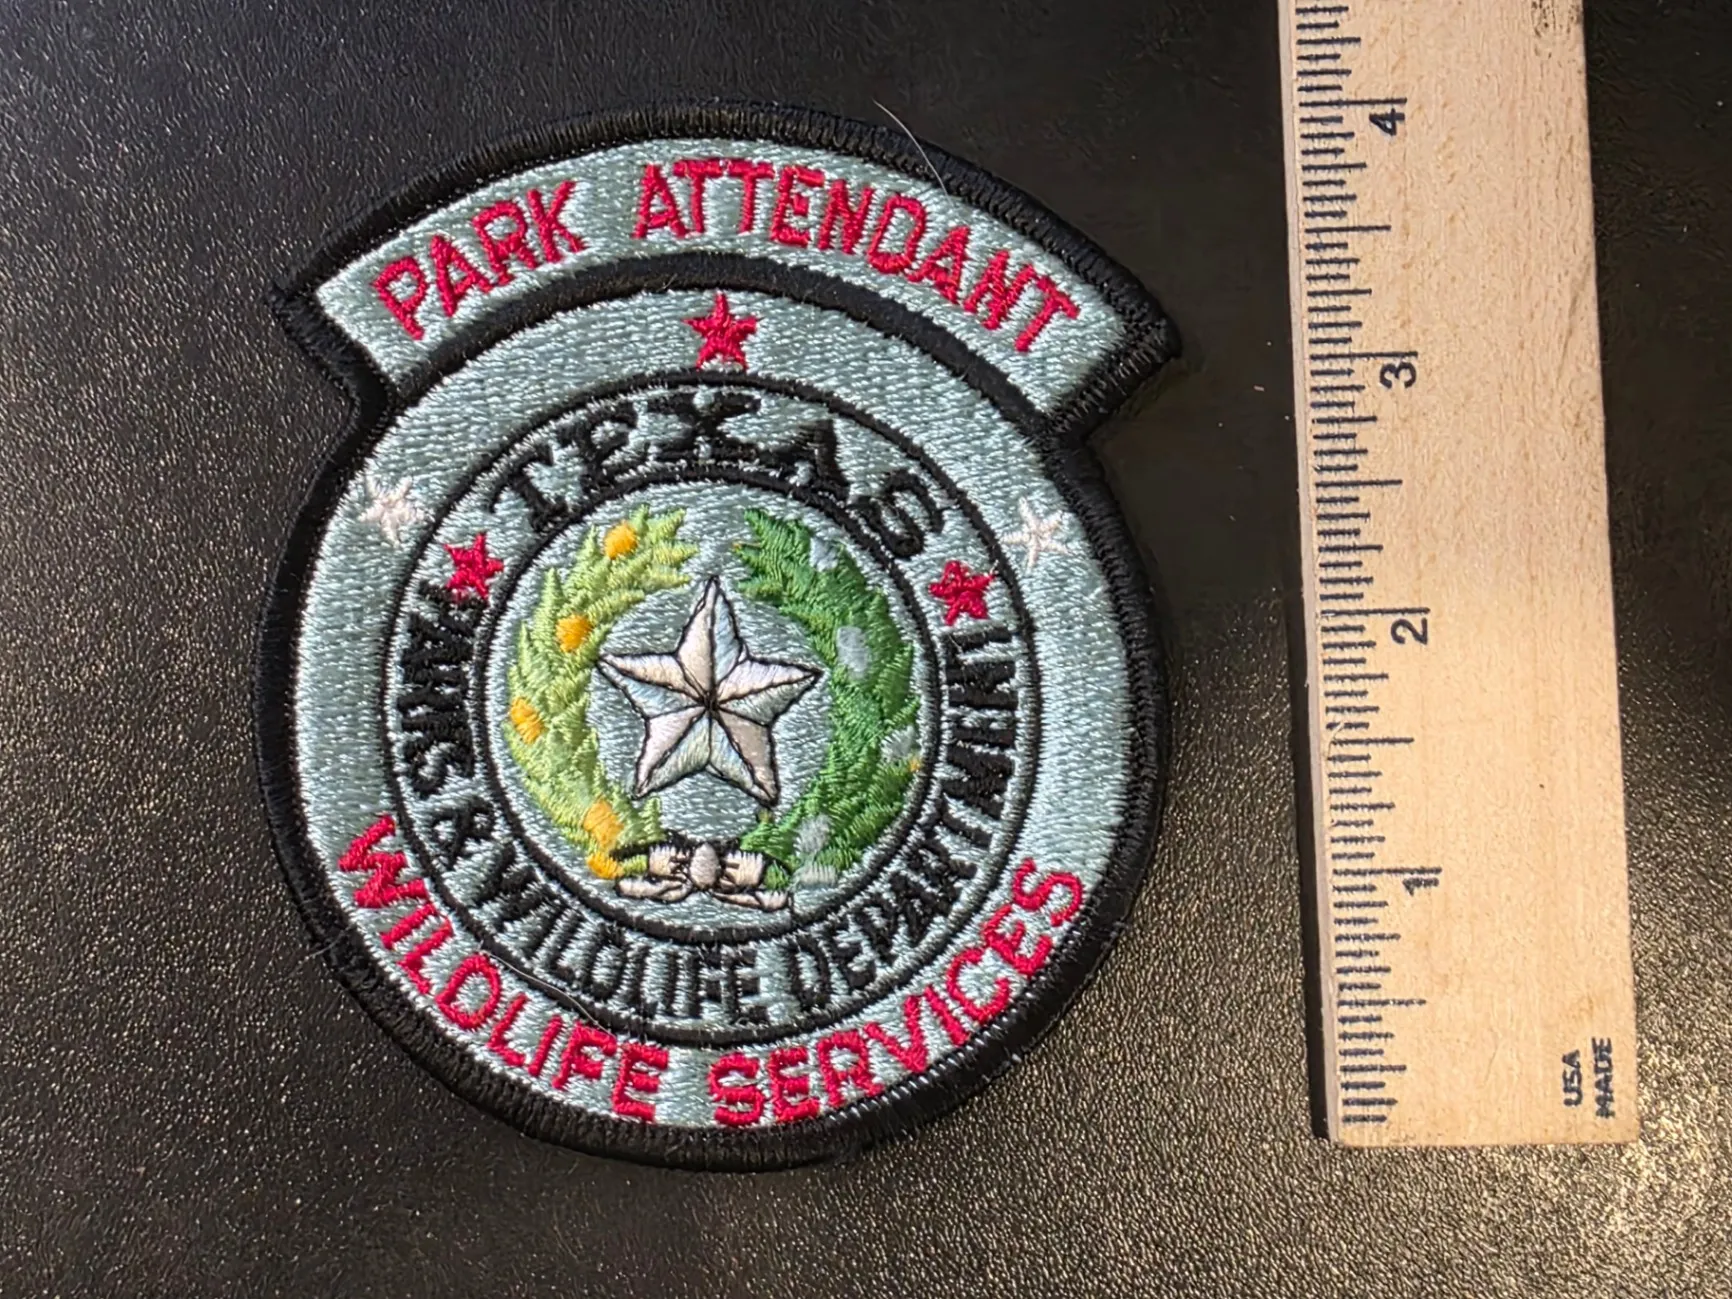 PARK ATTENDANT
TEXAS
PARKS & WILDLIFE DEPARTMENT
WILDLIFE SERVICES
4
3
2
1
USA
MADE